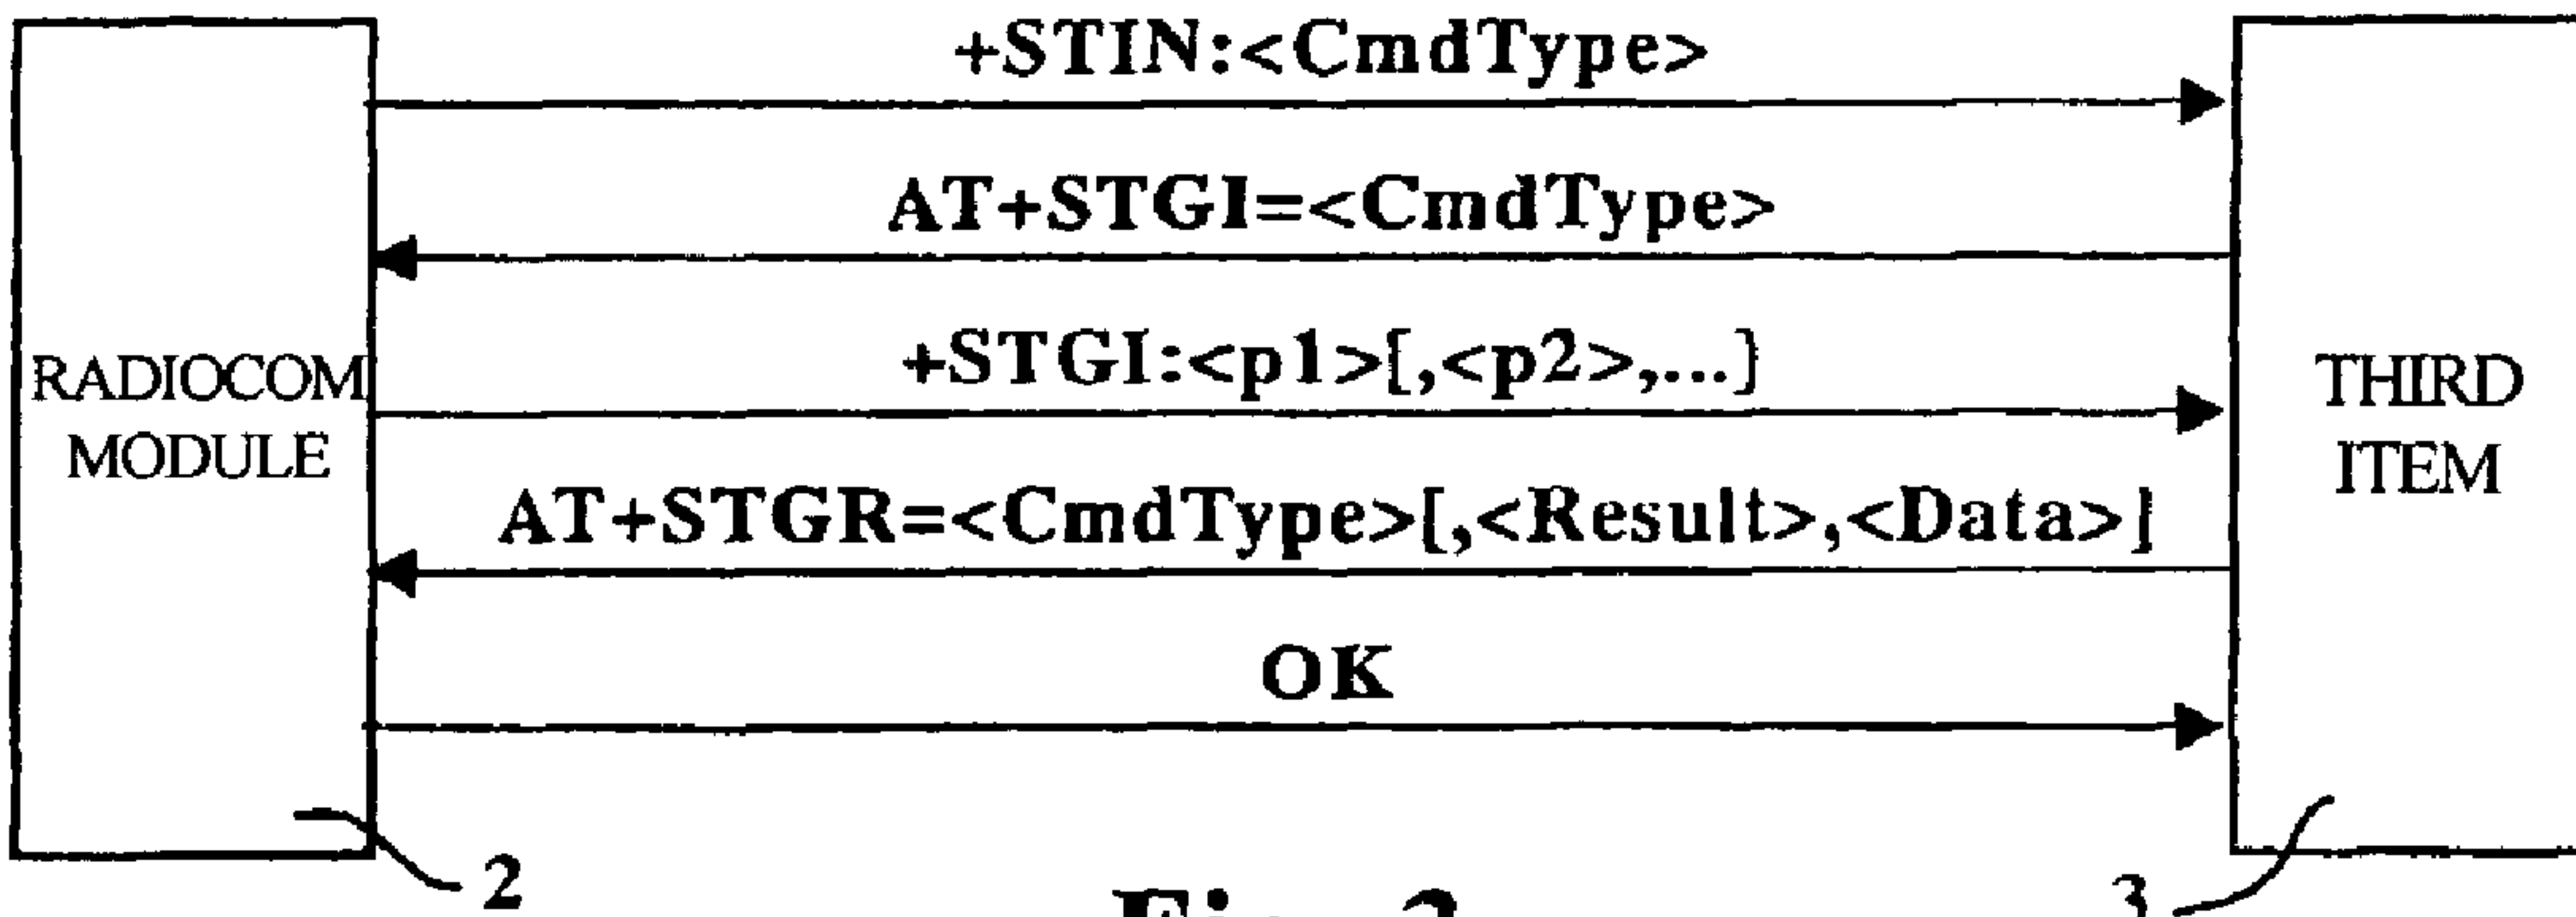 +STIN:<CmdType>
AT+STGI=<CmdType>
+STGI:<p1>[,<p2>,...]
AT+STGR=<CmdType>[,<Result>,<Data>]
OK
RADIOCOM
MODULE
THIRD
ITEM
2
3